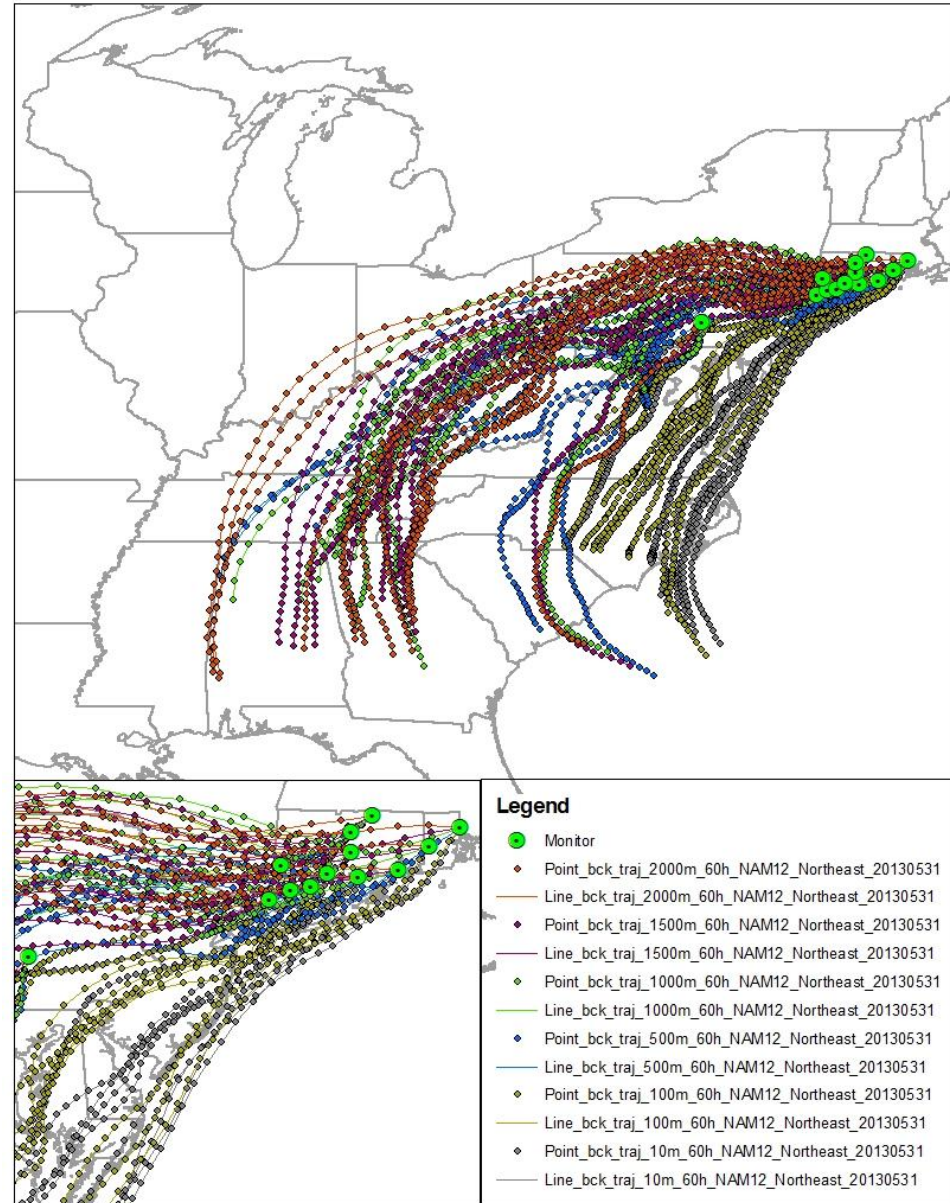 Legend
Monitor
Point_bck_traj_2000m_60h_NAM12_Northeast_20130531
Line_bck_traj_2000m_60h_NAM12_Northeast_20130531
Point_bck_traj_1500m_60h_NAM12_Northeast_20130531
Line_bck_traj_1500m_60h_NAM12_Northeast_20130531
Point_bck_traj_1000m_60h_NAM12_Northeast_20130531
Line_bck_traj_1000m_60h_NAM12_Northeast_20130531
Point_bck_traj_500m_60h_NAM12_Northeast_20130531
Line_bck_traj_500m_60h_NAM12_Northeast_20130531
Point_bck_traj_100m_60h_NAM12_Northeast_20130531
Line_bck_traj_100m_60h_NAM12_Northeast_20130531
Point_bck_traj_10m_60h_NAM12_Northeast_20130531
Line_bck_traj_10m_60h_NAM12_Northeast_20130531